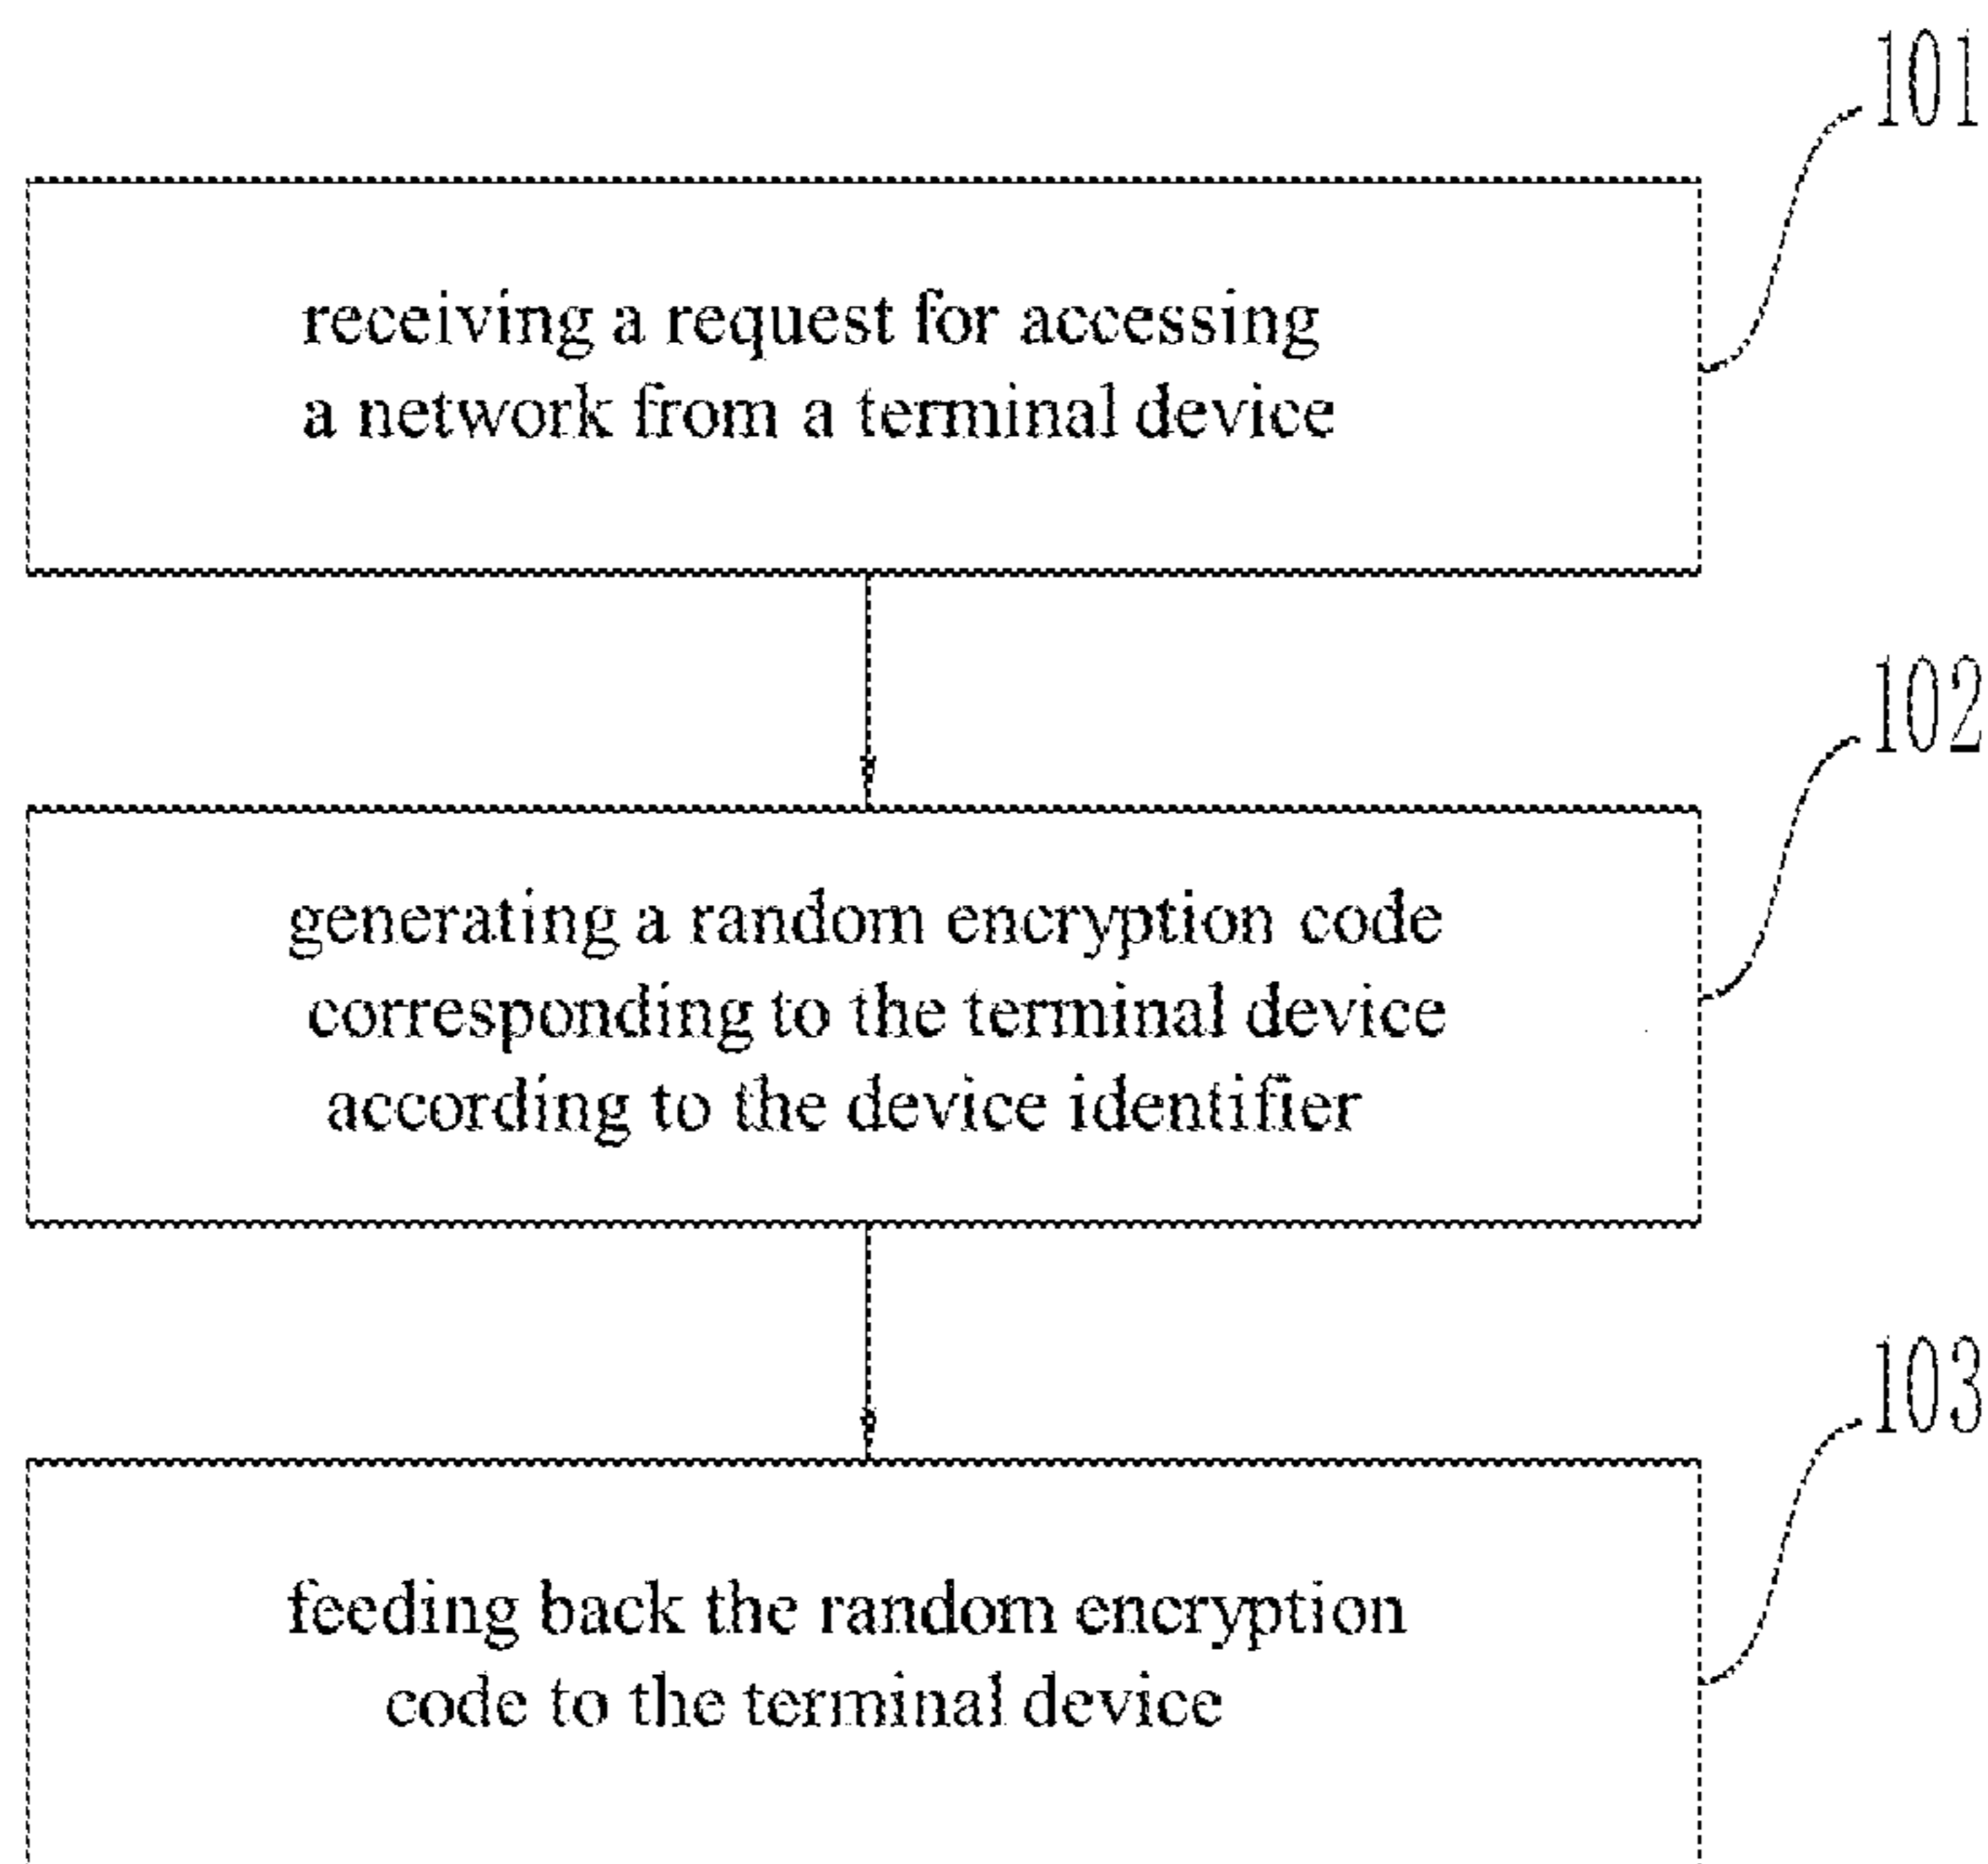 101
receiving a request for accessing
a network from a terminal device
102
generating a random encryption code
corresponding to the terminal device
according to the device identifier
103
feeding back the random encryption
code to the terminal device